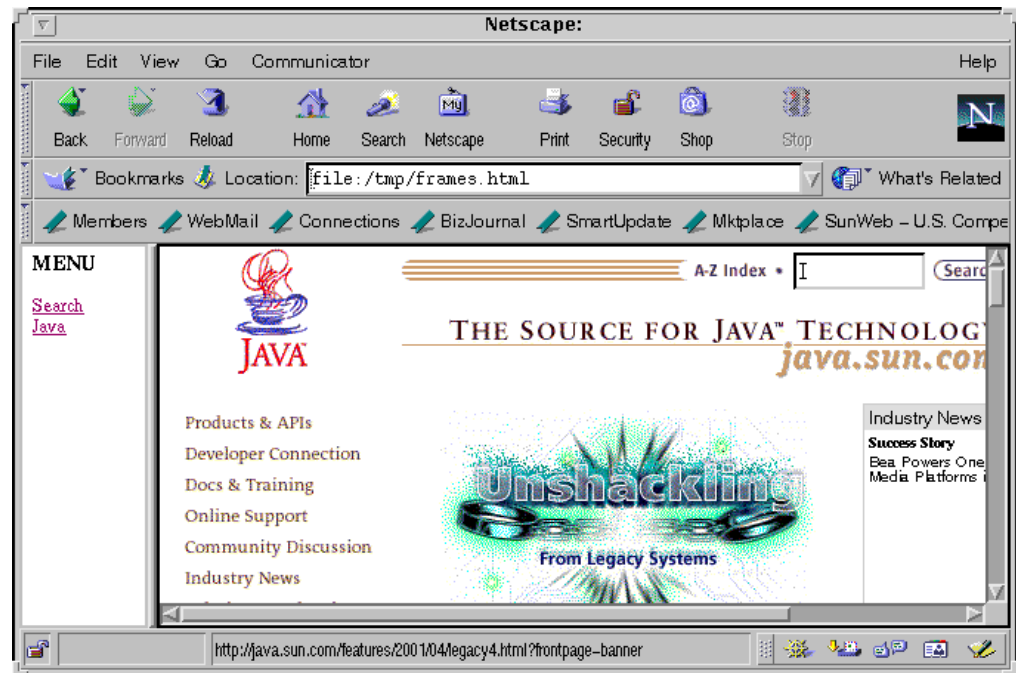 Netscape:
File Edit View Go Communicator Help
Back Forward Reload Home Search My Netscape Print Security Shop Stop N
Bookmarks Location: file:/tmp/frames.html What's Related
Members WebMail Connections BizJournal SmartUpdate Mktplace SunWeb – U.S. Compe
MENU
Search
Java
JAVA
A-Z Index • Searc
THE SOURCE FOR JAVA™ TECHNOLOG
java.sun.con
Products & APIs
Developer Connection
Docs & Training
Online Support
Community Discussion
Industry News
Unshackling
From Legacy Systems
Industry News
Success Story
Bea Powers One
Media Platforms i
http://java.sun.com/features/2001/04/legacy4.html?frontpage–banner